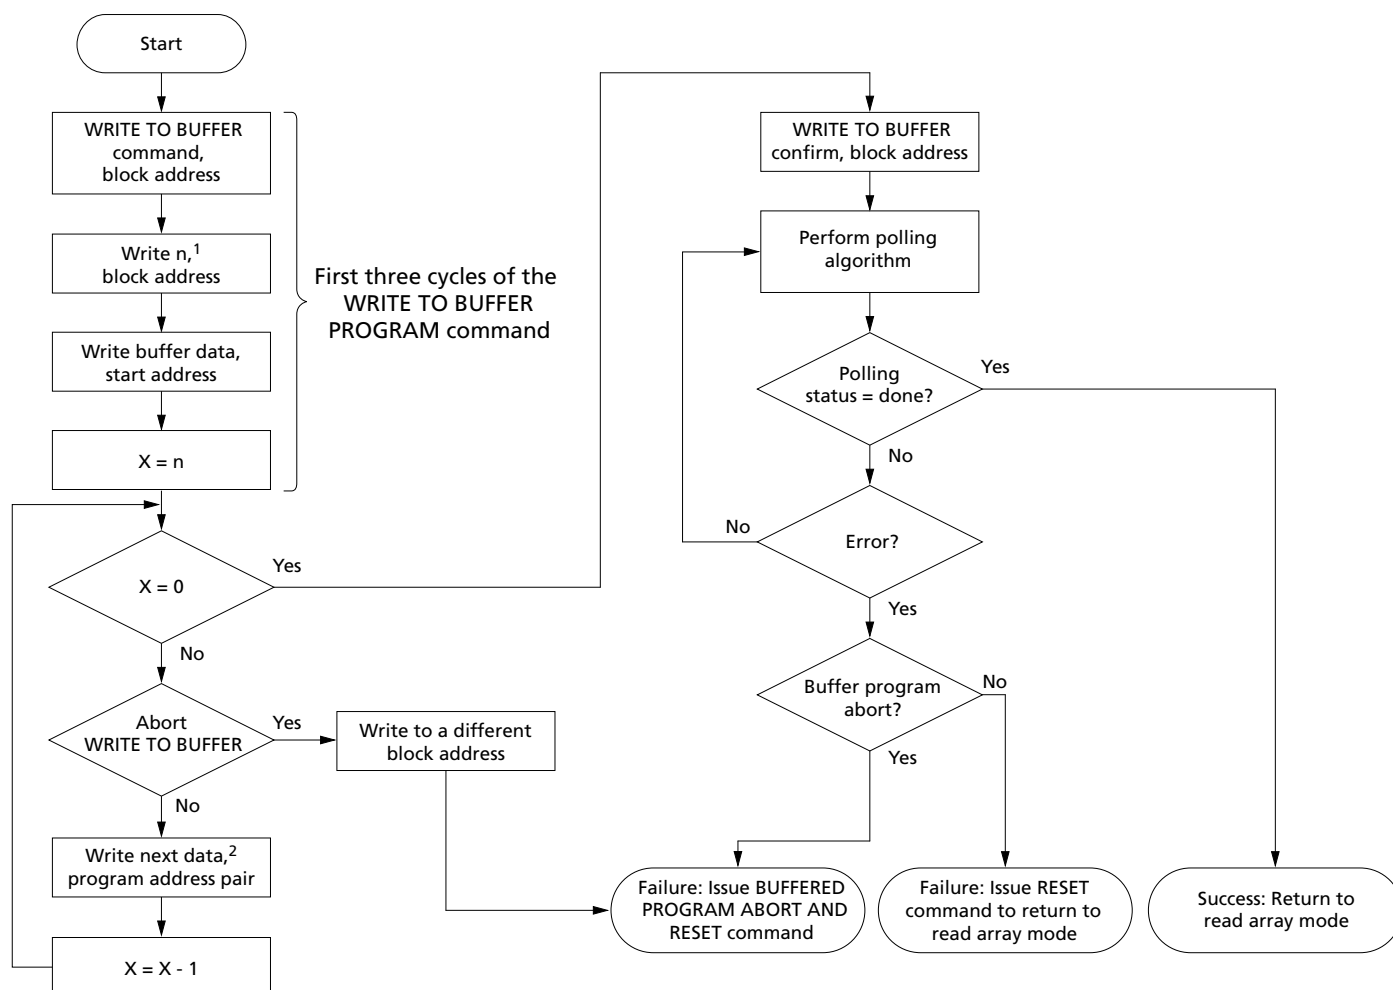 Start
WRITE TO BUFFER
command,
block address
Write n,1
block address
Write buffer data,
start address
X = n
First three cycles of the
WRITE TO BUFFER
PROGRAM command
X = 0
Yes
No
Abort
WRITE TO BUFFER
Yes
No
Write to a different
block address
Write next data,2
program address pair
X = X - 1
WRITE TO BUFFER
confirm, block address
Perform polling
algorithm
Polling
status = done?
Yes
No
Error?
No
Yes
Buffer program
abort?
No
Yes
Failure: Issue BUFFERED
PROGRAM ABORT AND
RESET command
Failure: Issue RESET
command to return to
read array mode
Success: Return to
read array mode